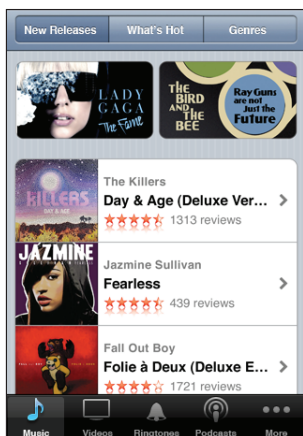 New Releases
What's Hot
Genres
LADY
GAGA
The Fame
THE
BIRD
AND
THE
BEE
Ray Guns
are not
Just the
Future
The Killers
Day & Age (Deluxe Ver...
1313 reviews
KILLERS
DAY & AGE
Jazmine Sullivan
Fearless
439 reviews
JAZMINE
Fall Out Boy
Folie à Deux (Deluxe E...
1721 reviews
Music
Videos
Ringtones
Podcasts
More